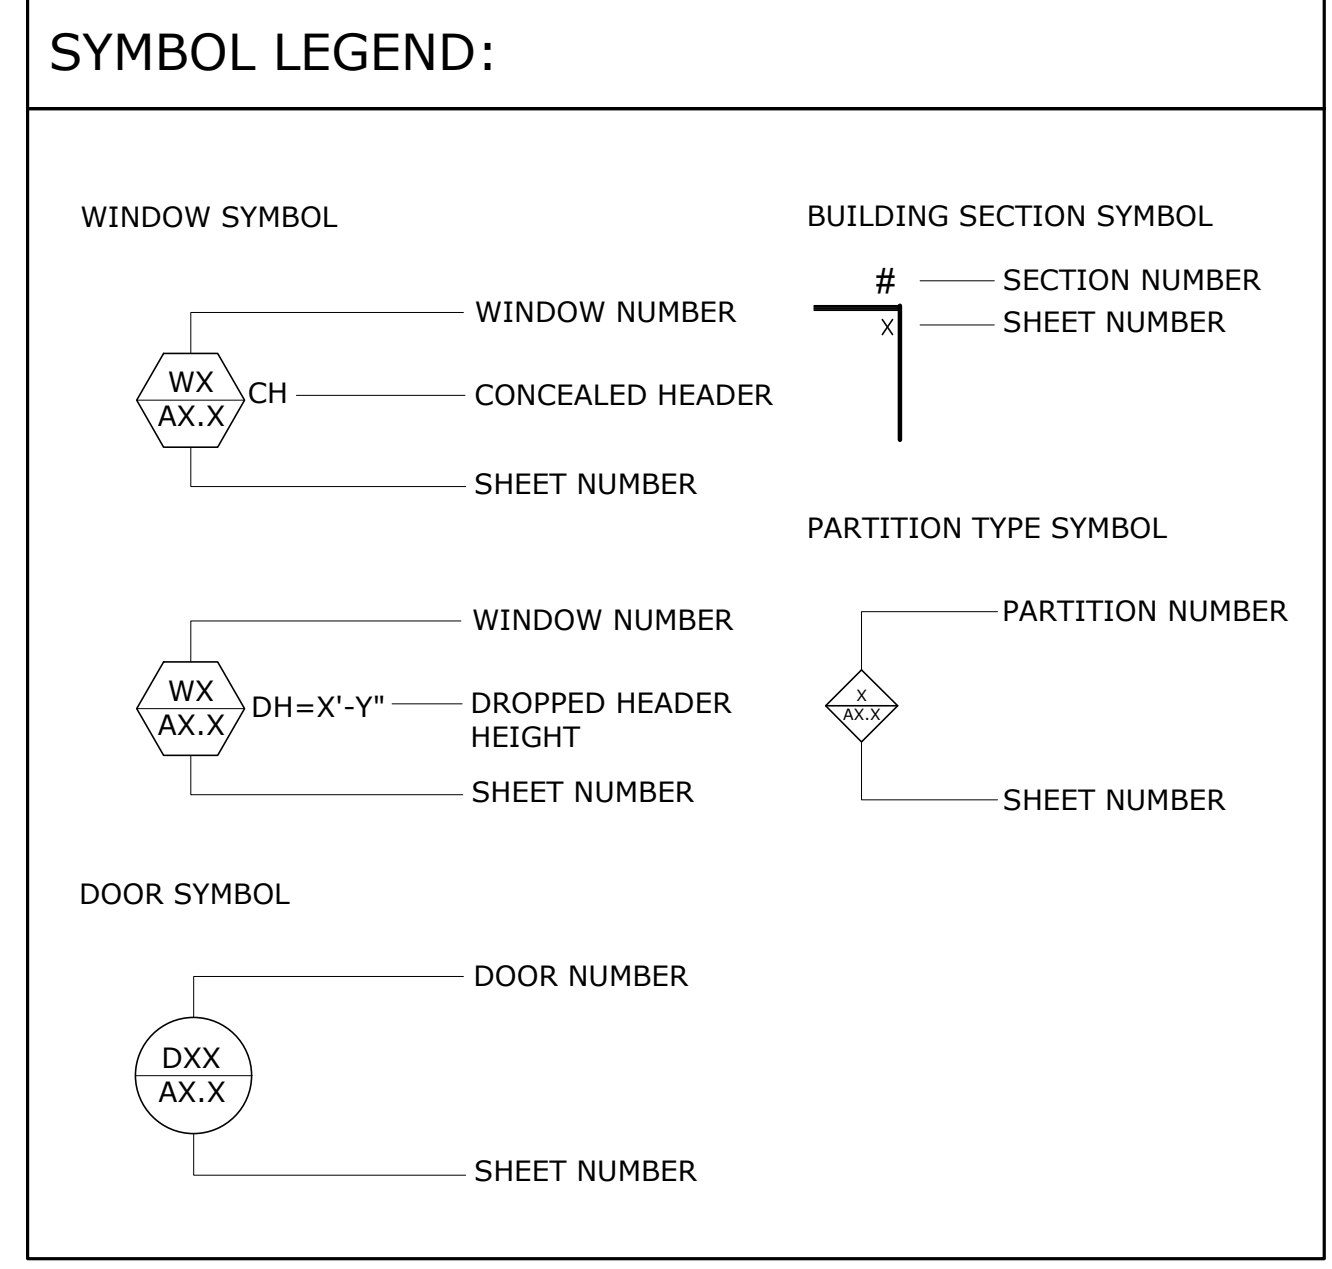 SYMBOL LEGEND:
WINDOW SYMBOL
WINDOW NUMBER
WX
CH
CONCEALED HEADER
AX.X
SHEET NUMBER
WINDOW NUMBER
WX
DH=X'-Y"
DROPPED HEADER
HEIGHT
AX.X
SHEET NUMBER
DOOR SYMBOL
DOOR NUMBER
DXX
AX.X
SHEET NUMBER
BUILDING SECTION SYMBOL
# SECTION NUMBER
X SHEET NUMBER
PARTITION TYPE SYMBOL
PARTITION NUMBER
X
AX.X
SHEET NUMBER